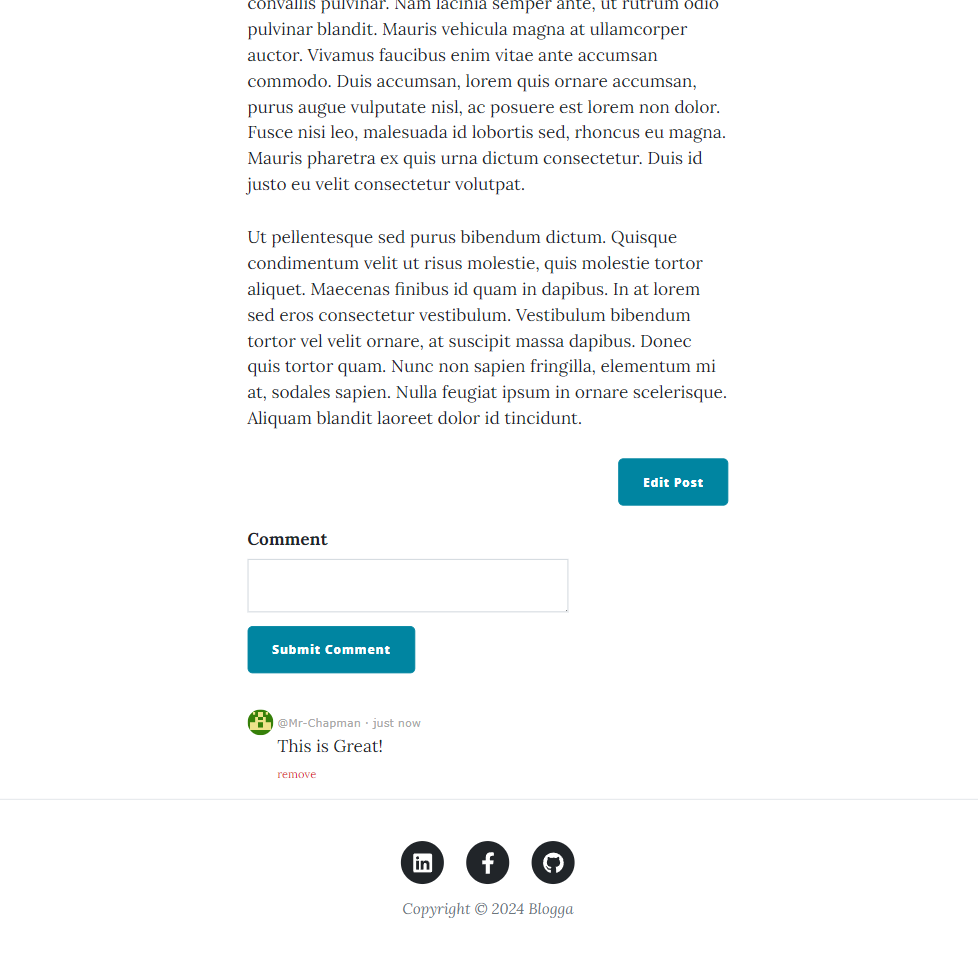 convallis pulvinar. Nam lacinia semper ante, ut rutrum odio
pulvinar blandit. Mauris vehicula magna at ullamcorper
auctor. Vivamus faucibus enim vitae ante accumsan
commodo. Duis accumsan, lorem quis ornare accumsan,
purus augue vulputate nisl, ac posuere est lorem non dolor.
Fusce nisi leo, malesuada id lobortis sed, rhoncus eu magna.
Mauris pharetra ex quis urna dictum consectetur. Duis id
justo eu velit consectetur volutpat.
Ut pellentesque sed purus bibendum dictum. Quisque
condimentum velit ut risus molestie, quis molestie tortor
aliquet. Maecenas finibus id quam in dapibus. In at lorem
sed eros consectetur vestibulum. Vestibulum bibendum
tortor vel velit ornare, at suscipit massa dapibus. Donec
quis tortor quam. Nunc non sapien fringilla, elementum mi
at, sodales sapien. Nulla feugiat ipsum in ornare scelerisque.
Aliquam blandit laoreet dolor id tincidunt.
Edit Post
Comment
Submit Comment
@Mr-Chapman · just now
This is Great!
remove
Copyright © 2024 Blogga